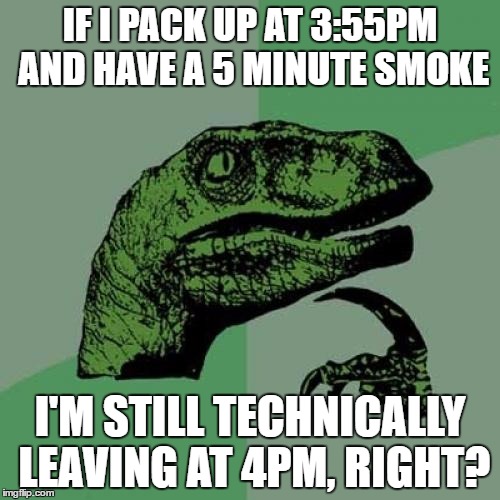 IF I PACK UP AT 3:55PM
AND HAVE A 5 MINUTE SMOKE
I'M STILL TECHNICALLY
LEAVING AT 4PM, RIGHT?
imgflip.com